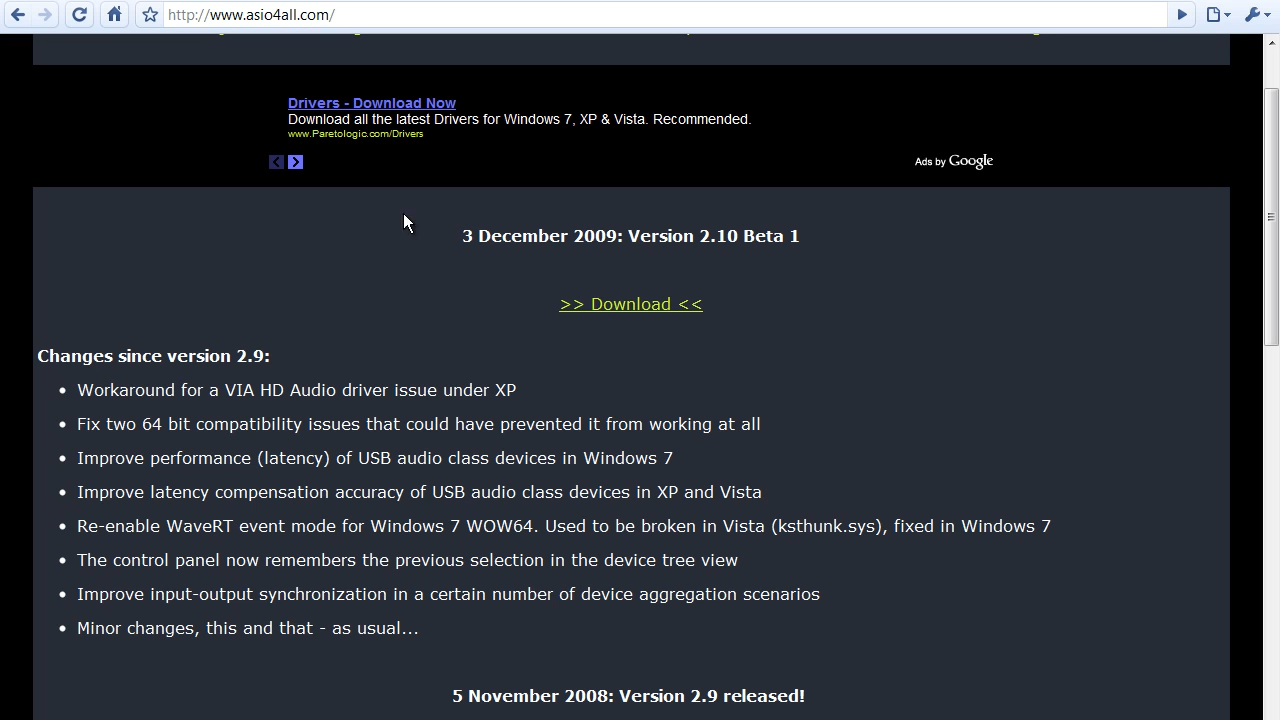 http://www.asio4all.com/
Drivers - Download Now
Download all the latest Drivers for Windows 7, XP & Vista. Recommended.
www.Paretologic.com/Drivers
Ads by Google
3 December 2009: Version 2.10 Beta 1
>> Download <<
Changes since version 2.9:
• Workaround for a VIA HD Audio driver issue under XP
• Fix two 64 bit compatibility issues that could have prevented it from working at all
• Improve performance (latency) of USB audio class devices in Windows 7
• Improve latency compensation accuracy of USB audio class devices in XP and Vista
• Re-enable WaveRT event mode for Windows 7 WOW64. Used to be broken in Vista (ksthunk.sys), fixed in Windows 7
• The control panel now remembers the previous selection in the device tree view
• Improve input-output synchronization in a certain number of device aggregation scenarios
• Minor changes, this and that - as usual...
5 November 2008: Version 2.9 released!